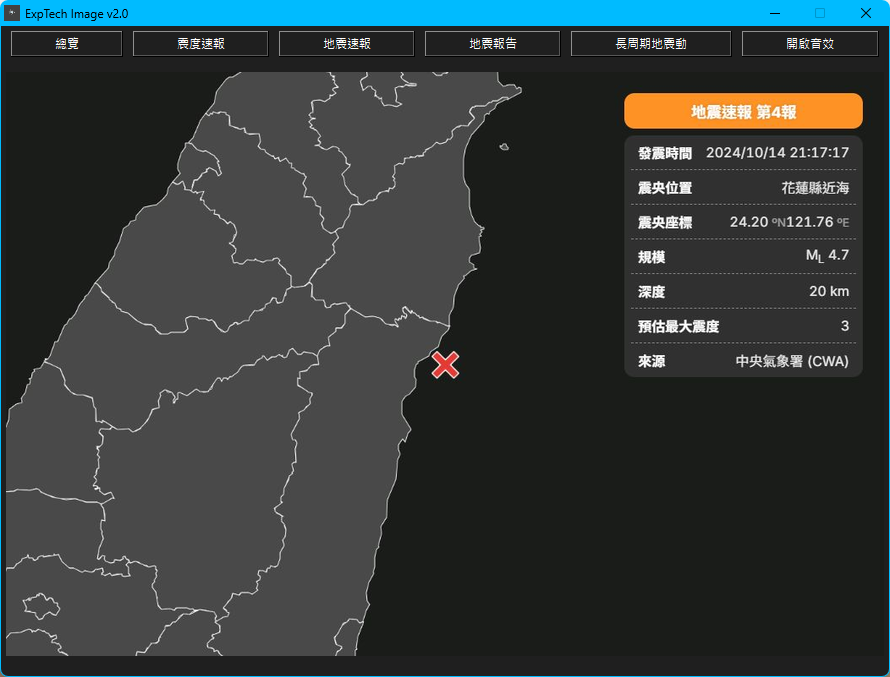 ExpTech Image v2.0
總覽 震度速報 地震速報 地震報告 長周期地震動 開啟音效
地震速報 第4報
發震時間 2024/10/14 21:17:17
震央位置 花蓮縣近海
震央座標 24.20 ºN121.76 ºE
規模 ML 4.7
深度 20 km
預估最大震度 3
來源 中央氣象署 (CWA)